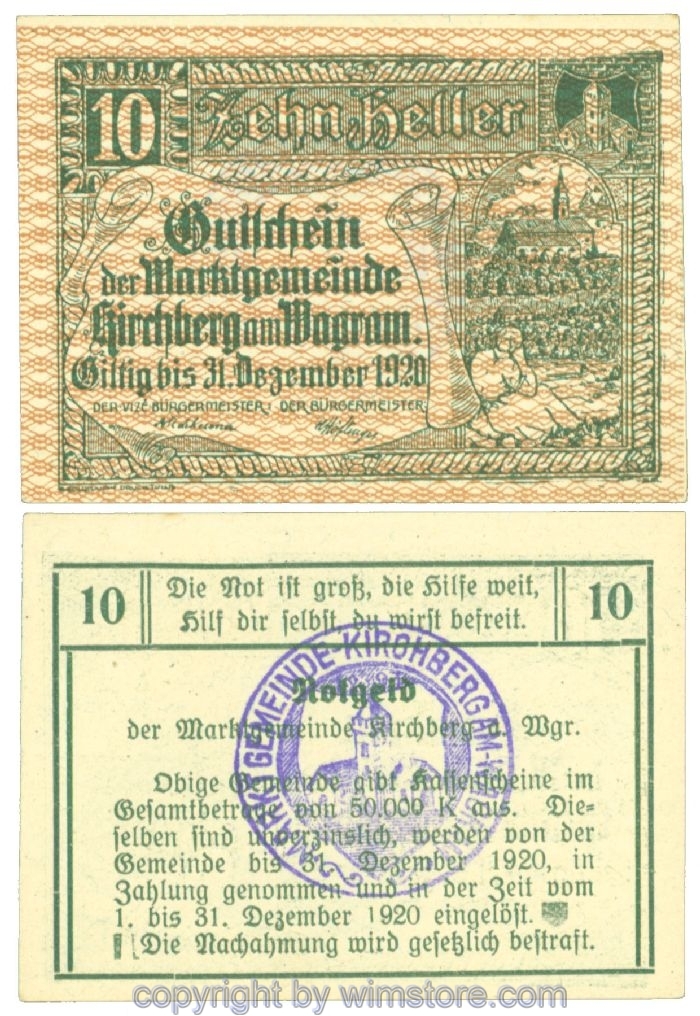 10
Zehn Heller
Gutschein
der Marktgemeinde
Kirchberg am Wagram.
Giltig bis 31. Dezember 1920
DER VIZE BÜRGERMEISTER: DER BÜRGERMEISTER:
10
Die Not ist groß, die Hilfe weit,
Hilf dir selbst, du wirst befreit.
10
Notgeld
der Marktgemeinde Kirchberg a. Wgr.
Obige Gemeinde gibt Kassenscheine im
Gesamtbetrage von 50.000 K aus. Die-
selben sind unverzinslich, werden von der
Gemeinde bis 31. Dezember 1920, in
Zahlung genommen und in der Zeit vom
1. bis 31. Dezember 1920 eingelöst.
Die Nachahmung wird gesetzlich bestraft.
MARKTGEMEINDE-KIRCHBERG AM-
copyright by wimstore.com